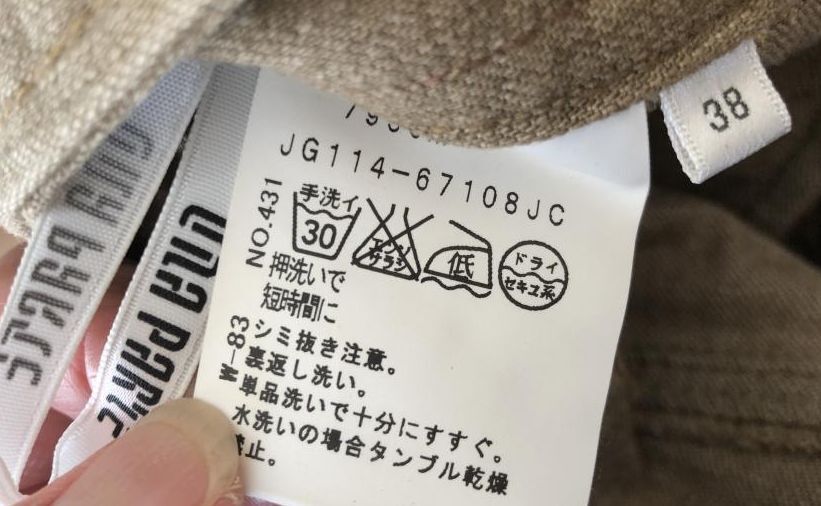 38
JG114-67108JC
NO.431
手洗イ
30
エンソ
サラシ
低
ドライ
セキユ系
押洗いで
短時間に
W-83
シミ抜き注意。
裏返し洗い。
単品洗いで十分にすすぐ。
水洗いの場合タンブル乾燥
禁止。